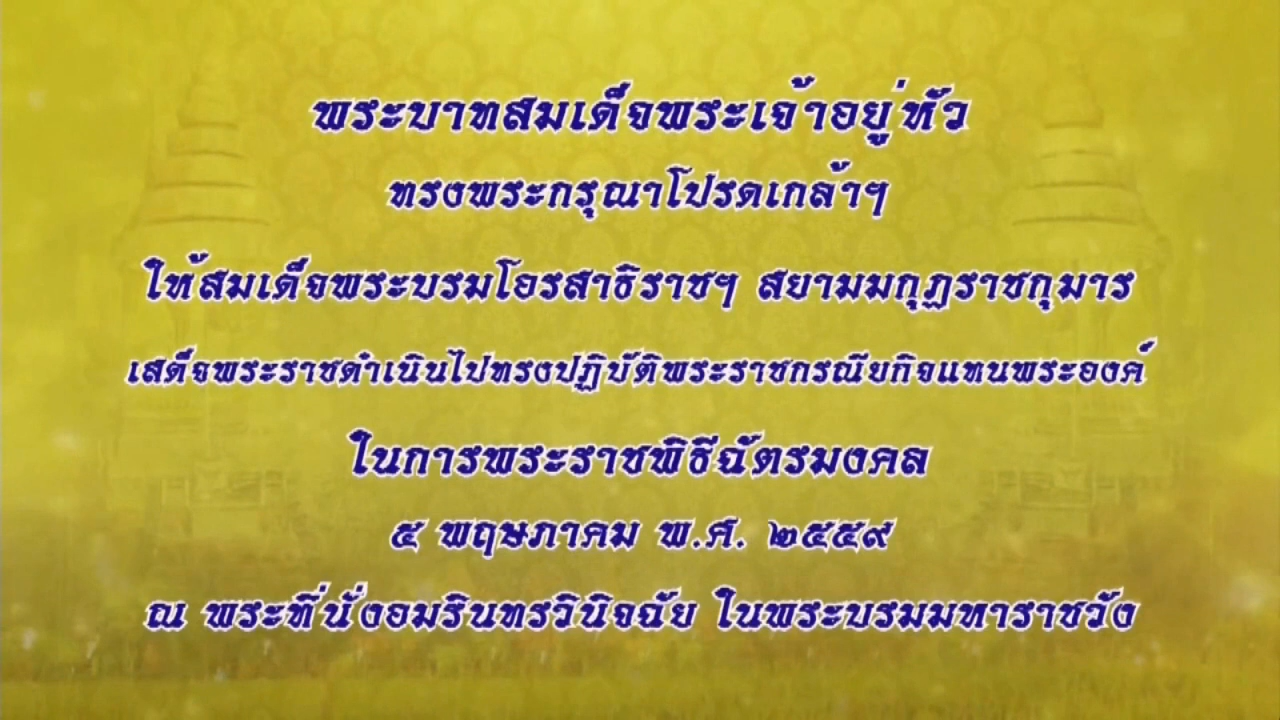 พระบาทสมเด็จพระเจ้าอยู่หัว
ทรงพระกรุณาโปรดเกล้าฯ
ให้สมเด็จพระบรมโอรสาธิราชฯ สยามมกุฎราชกุมาร
เสด็จพระราชดำเนินไปทรงปฏิบัติพระราชกรณียกิจแทนพระองค์
ในการพระราชพิธีฉัตรมงคล
๕ พฤษภาคม พ.ศ. ๒๕๕๙
ณ พระที่นั่งอมรินทรวินิจฉัย ในพระบรมมหาราชวัง